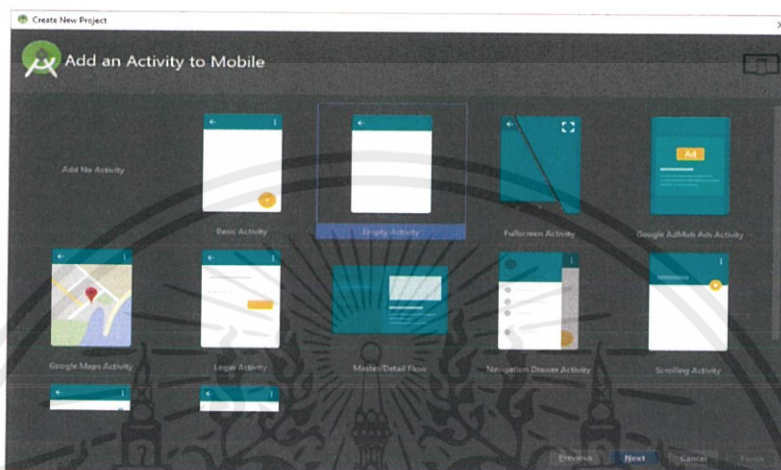 Create New Project
Add an Activity to Mobile
Add No Activity
Basic Activity
Empty Activity
Fullscreen Activity
Ad
Google AdMob Ads Activity
Google Maps Activity
Login Activity
Master/Detail Flow
Navigation Drawer Activity
Scrolling Activity
Previous
Next
Cancel
Finish